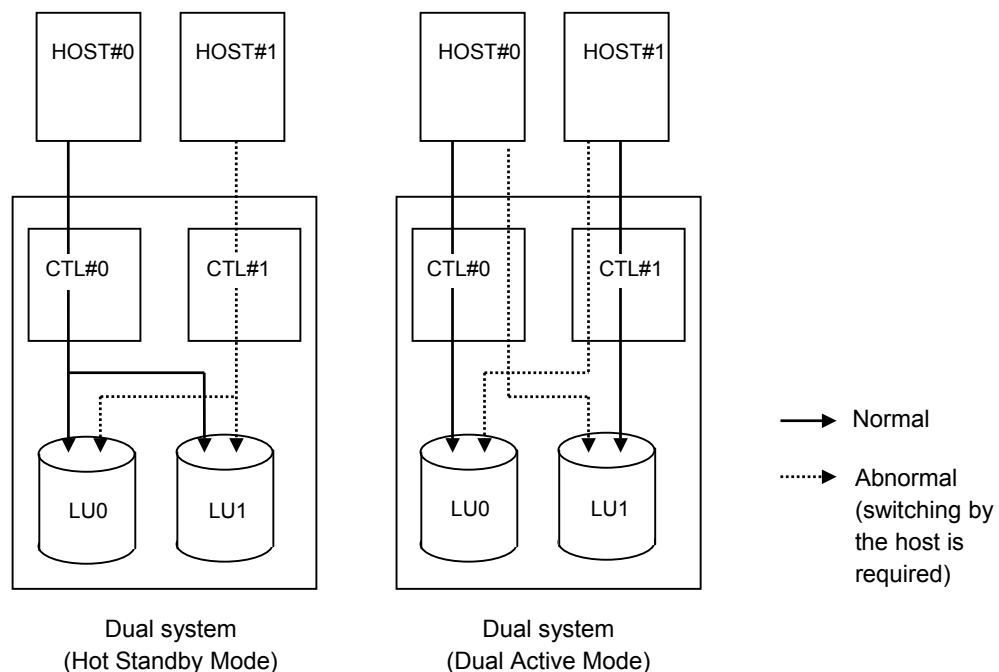 HOST#0
HOST#1
CTL#0
CTL#1
LU0
LU1
Dual system
(Hot Standby Mode)
HOST#0
HOST#1
CTL#0
CTL#1
LU0
LU1
Dual system
(Dual Active Mode)
Normal
Abnormal
(switching by
the host is
required)